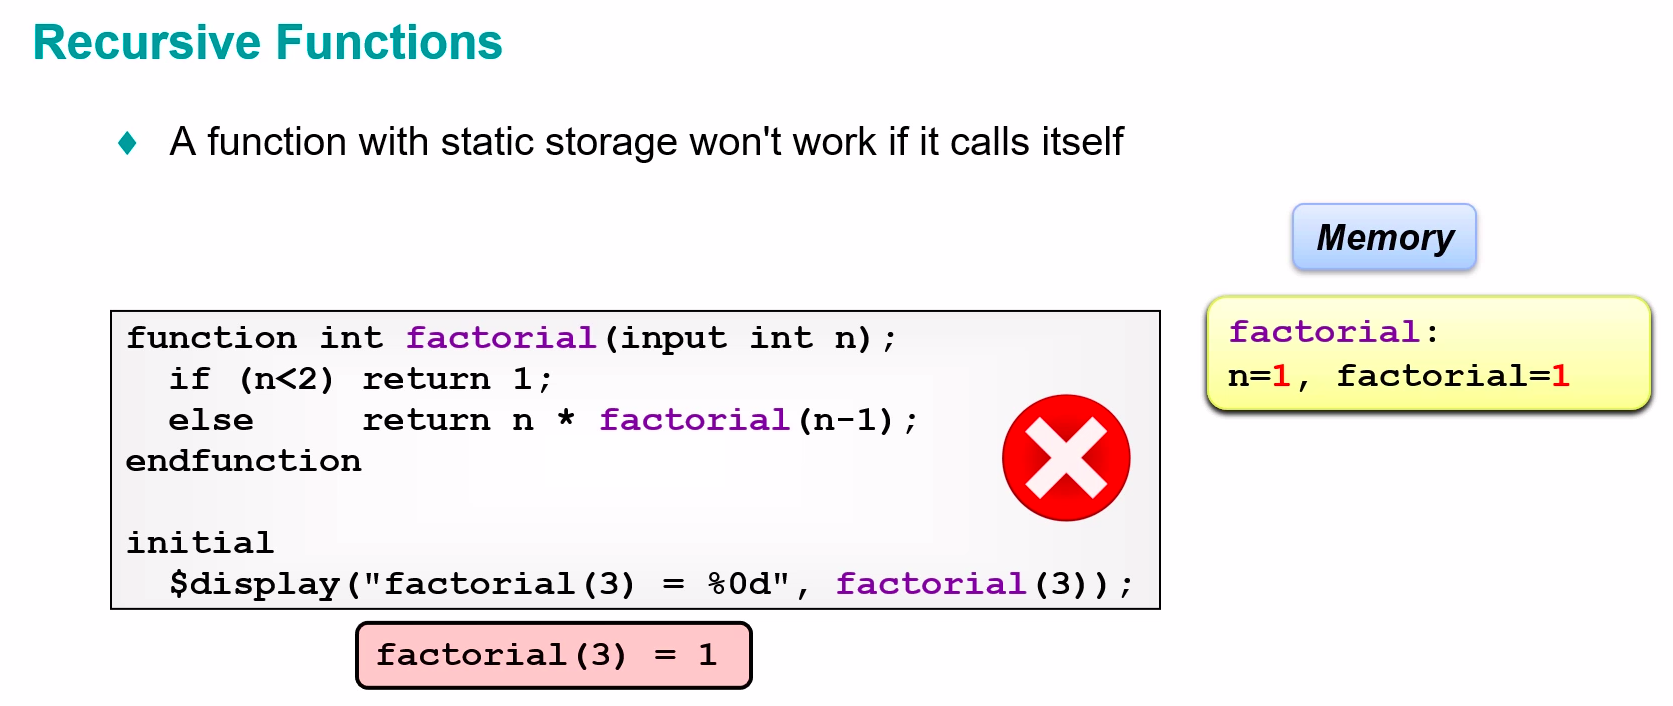 Recursive Functions
A function with static storage won't work if it calls itself
Memory
factorial:
n=1, factorial=1
function int factorial(input int n);
  if (n<2) return 1;
  else     return n * factorial(n-1);
endfunction
initial
  $display("factorial(3) = %0d", factorial(3));
factorial(3) = 1